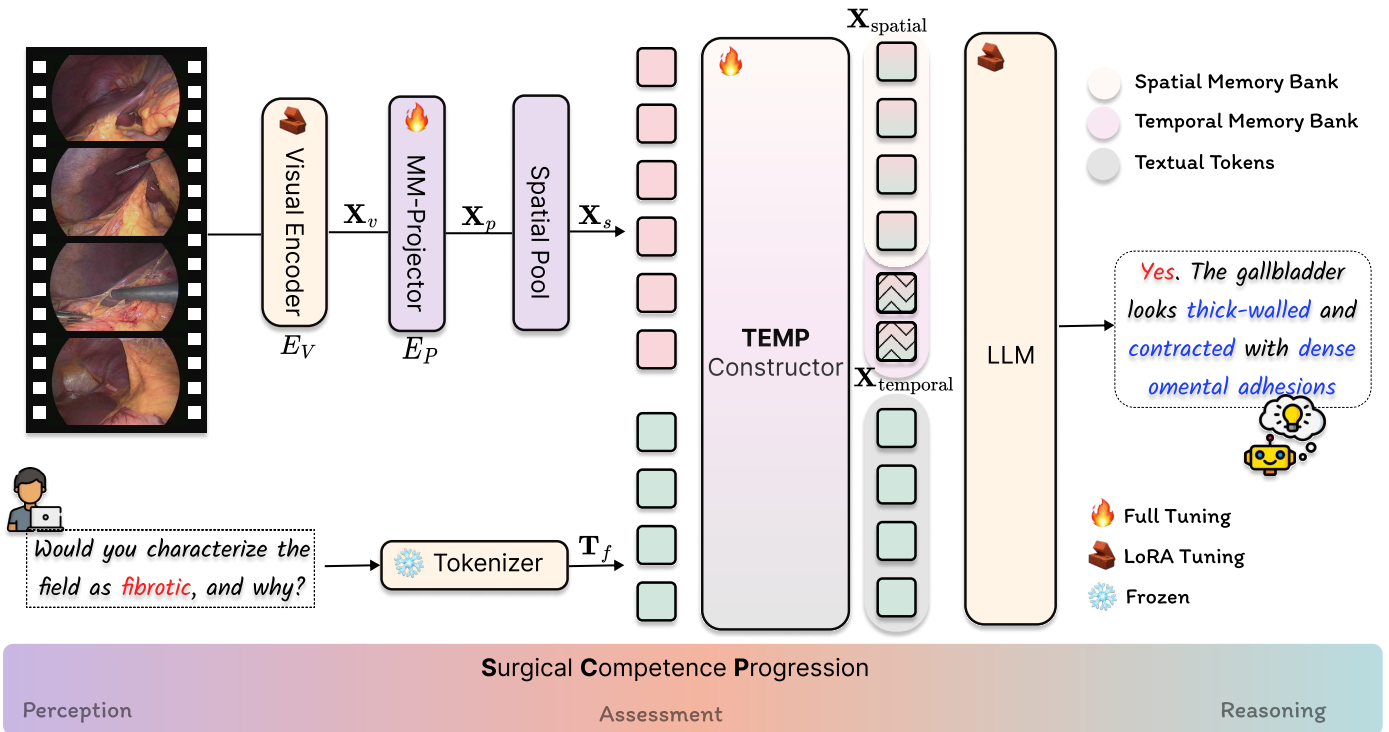 X_spatial
Spatial Memory Bank
Temporal Memory Bank
Textual Tokens
Visual Encoder
E_V
X_v
MM-Projector
E_P
X_p
Spatial Pool
X_s
TEMP
Constructor
X_temporal
LLM
Yes. The gallbladder
looks thick-walled and
contracted with dense
omental adhesions
Would you characterize the
field as fibrotic, and why?
Tokenizer
T_f
Full Tuning
LoRA Tuning
Frozen
Surgical Competence Progression
Perception
Assessment
Reasoning